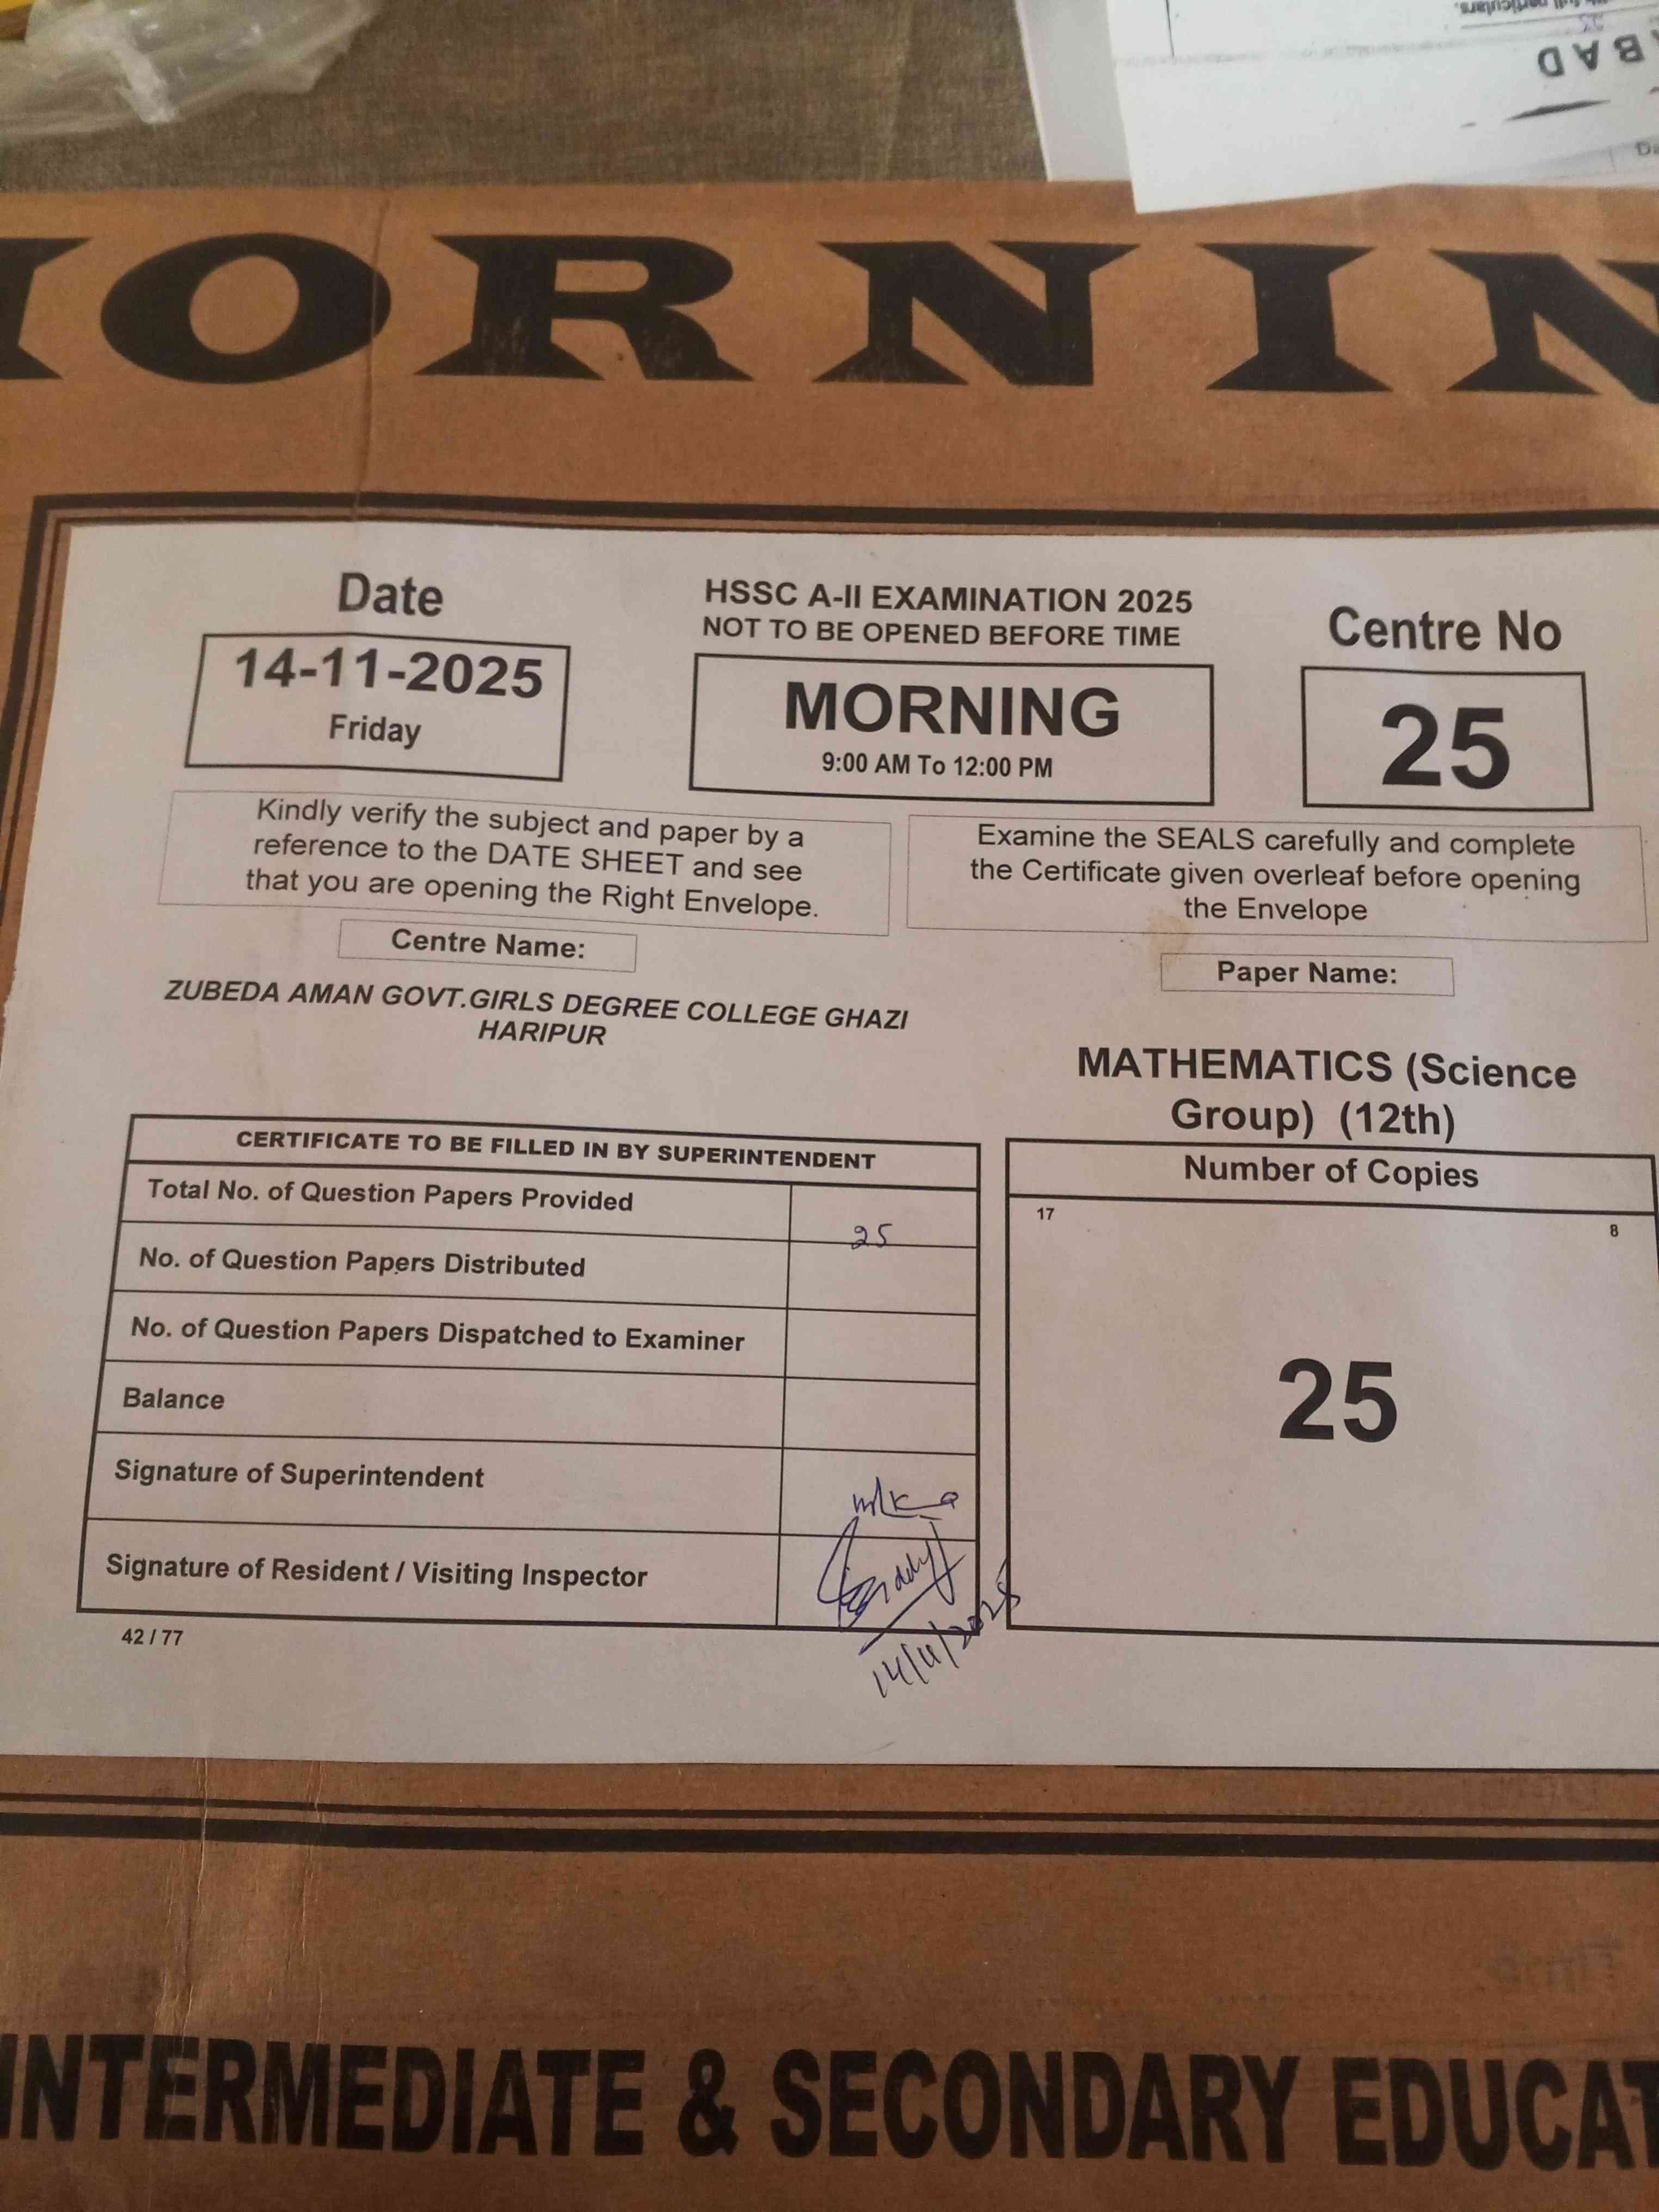 full particulars.
BAD
ORNIN
Date
14-11-2025
Friday
HSSC A-II EXAMINATION 2025
NOT TO BE OPENED BEFORE TIME
MORNING
9:00 AM To 12:00 PM
Centre No
25
Kindly verify the subject and paper by a
reference to the DATE SHEET and see
that you are opening the Right Envelope.
Examine the SEALS carefully and complete
the Certificate given overleaf before opening
the Envelope
Centre Name:
ZUBEDA AMAN GOVT.GIRLS DEGREE COLLEGE GHAZI
HARIPUR
Paper Name:
MATHEMATICS (Science
Group) (12th)
CERTIFICATE TO BE FILLED IN BY SUPERINTENDENT
Total No. of Question Papers Provided
25
No. of Question Papers Distributed
No. of Question Papers Dispatched to Examiner
Balance
Signature of Superintendent
Signature of Resident / Visiting Inspector
14/11/2025
42 / 77
Number of Copies
17
8
25
INTERMEDIATE & SECONDARY EDUCAT